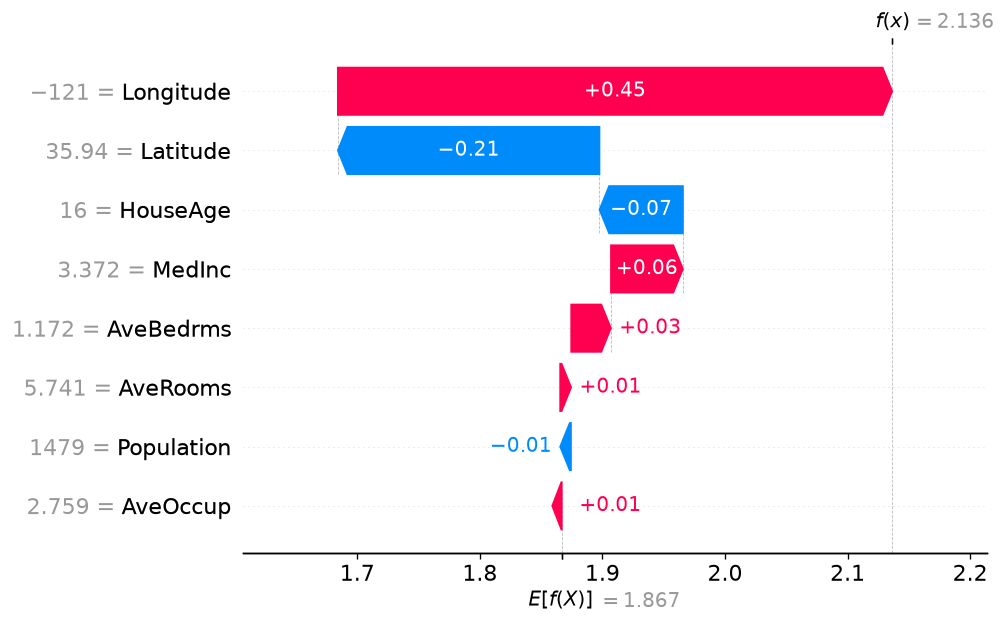 f(x) = 2.136
−121 = Longitude +0.45
35.94 = Latitude −0.21
16 = HouseAge −0.07
3.372 = MedInc +0.06
1.172 = AveBedrms +0.03
5.741 = AveRooms +0.01
1479 = Population −0.01
2.759 = AveOccup +0.01
1.7 1.8 1.9 2.0 2.1 2.2
E[f(X)] = 1.867